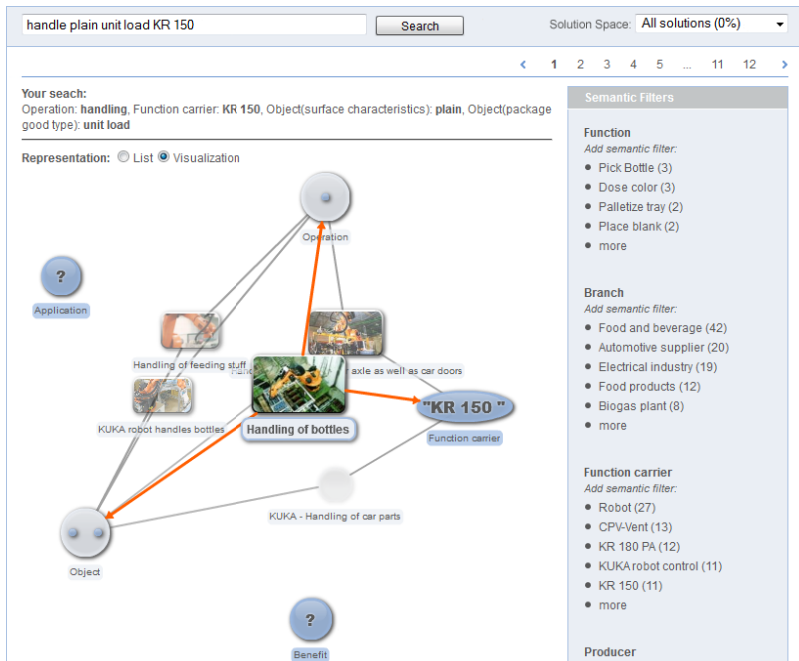 handle plain unit load KR 150
Search
Solution Space: All solutions (0%)
‹ 1 2 3 4 5 ... 11 12 ›
Your seach:
Operation: handling, Function carrier: KR 150, Object(surface characteristics): plain, Object(package
good type): unit load
Representation: List Visualization
Operation
?
Application
Handling of feeding stuff
axle as well as car doors
KUKA robot handles bottles
Handling of bottles
"KR 150 "
Function carrier
KUKA - Handling of car parts
Object
?
Benefit
Semantic Filters
Function
Add semantic filter:
Pick Bottle (3)
Dose color (3)
Palletize tray (2)
Place blank (2)
more
Branch
Add semantic filter:
Food and beverage (42)
Automotive supplier (20)
Electrical industry (19)
Food products (12)
Biogas plant (8)
more
Function carrier
Add semantic filter:
Robot (27)
CPV-Vent (13)
KR 180 PA (12)
KUKA robot control (11)
KR 150 (11)
more
Producer